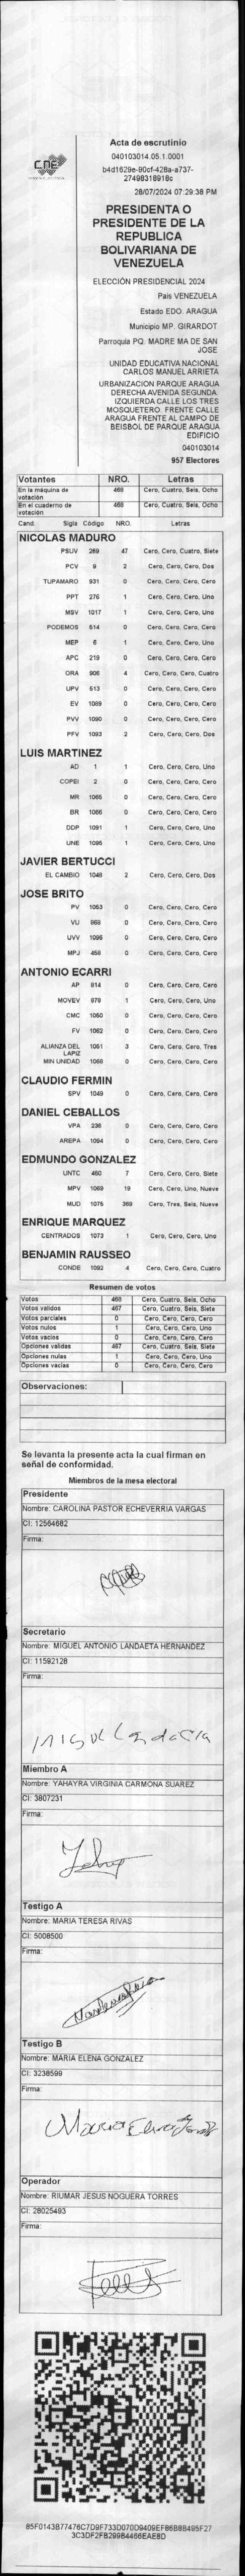 CNE
Acta de escrutinio
040103014.05.1.0001
b4d1629e-90cf-428a-a737-
27498318918c
28/07/2024 07:29:38 PM
PRESIDENTA O
PRESIDENTE DE LA
REPUBLICA
BOLIVARIANA DE
VENEZUELA
ELECCIÓN PRESIDENCIAL 2024
País VENEZUELA
Estado EDO. ARAGUA
Municipio MP. GIRARDOT
Parroquia PQ. MADRE MA DE SAN
JOSE
UNIDAD EDUCATIVA NACIONAL
CARLOS MANUEL ARRIETA
URBANIZACION PARQUE ARAGUA
DERECHA AVENIDA SEGUNDA.
IZQUIERDA CALLE LOS TRES
MOSQUETERO. FRENTE CALLE
ARAGUA FRENTE AL CAMPO DE
BEISBOL DE PARQUE ARAGUA
EDIFICIO
040103014
957 Electores
Votantes NRO. Letras
En la máquina de votación 468 Cero, Cuatro, Seis, Ocho
En el cuaderno de votación 468 Cero, Cuatro, Seis, Ocho
Cand. Sigla Código NRO. Letras
NICOLAS MADURO
PSUV 269 47 Cero, Cero, Cuatro, Siete
PCV 9 2 Cero, Cero, Cero, Dos
TUPAMARO 931 0 Cero, Cero, Cero, Cero
PPT 276 1 Cero, Cero, Cero, Uno
MSV 1017 1 Cero, Cero, Cero, Uno
PODEMOS 514 0 Cero, Cero, Cero, Cero
MEP 6 1 Cero, Cero, Cero, Uno
APC 219 0 Cero, Cero, Cero, Cero
ORA 906 4 Cero, Cero, Cero, Cuatro
UPV 513 0 Cero, Cero, Cero, Cero
EV 1089 0 Cero, Cero, Cero, Cero
PVV 1090 0 Cero, Cero, Cero, Cero
PFV 1093 2 Cero, Cero, Cero, Dos
LUIS MARTINEZ
AD 1 1 Cero, Cero, Cero, Uno
COPEI 2 0 Cero, Cero, Cero, Cero
MR 1065 0 Cero, Cero, Cero, Cero
BR 1066 0 Cero, Cero, Cero, Cero
DDP 1091 1 Cero, Cero, Cero, Uno
UNE 1095 1 Cero, Cero, Cero, Uno
JAVIER BERTUCCI
EL CAMBIO 1048 2 Cero, Cero, Cero, Dos
JOSE BRITO
PV 1053 0 Cero, Cero, Cero, Cero
VU 968 0 Cero, Cero, Cero, Cero
UVV 1096 0 Cero, Cero, Cero, Cero
MPJ 458 0 Cero, Cero, Cero, Cero
ANTONIO ECARRI
AP 814 0 Cero, Cero, Cero, Cero
MOVEV 979 1 Cero, Cero, Cero, Uno
CMC 1050 0 Cero, Cero, Cero, Cero
FV 1052 0 Cero, Cero, Cero, Cero
ALIANZA DEL LAPIZ 1051 3 Cero, Cero, Cero, Tres
MIN UNIDAD 1088 0 Cero, Cero, Cero, Cero
CLAUDIO FERMIN
SPV 1049 0 Cero, Cero, Cero, Cero
DANIEL CEBALLOS
VPA 236 0 Cero, Cero, Cero, Cero
AREPA 1094 0 Cero, Cero, Cero, Cero
EDMUNDO GONZALEZ
UNTC 460 7 Cero, Cero, Cero, Siete
MPV 1069 19 Cero, Cero, Uno, Nueve
MUD 1075 369 Cero, Tres, Seis, Nueve
ENRIQUE MARQUEZ
CENTRADOS 1073 1 Cero, Cero, Cero, Uno
BENJAMIN RAUSSEO
CONDE 1092 4 Cero, Cero, Cero, Cuatro
Resumen de votos
Votos 468 Cero, Cuatro, Seis, Ocho
Votos validos 467 Cero, Cuatro, Seis, Siete
Votos parciales 0 Cero, Cero, Cero, Cero
Votos nulos 1 Cero, Cero, Cero, Uno
Votos vacios 0 Cero, Cero, Cero, Cero
Opciones validas 467 Cero, Cuatro, Seis, Siete
Opciones nulas 1 Cero, Cero, Cero, Uno
Opciones vacias 0 Cero, Cero, Cero, Cero
Observaciones:
Se levanta la presente acta la cual firman en
señal de conformidad.
Miembros de la mesa electoral
Presidente
Nombre: CAROLINA PASTOR ECHEVERRIA VARGAS
CI: 12564682
Firma:
Secretario
Nombre: MIGUEL ANTONIO LANDAETA HERNANDEZ
CI: 11592128
Firma:
Miembro A
Nombre: YAHAYRA VIRGINIA CARMONA SUAREZ
CI: 3807231
Firma:
Testigo A
Nombre: MARIA TERESA RIVAS
CI: 5008500
Firma:
Testigo B
Nombre: MARIA ELENA GONZALEZ
CI: 3238599
Firma:
Operador
Nombre: RIUMAR JESUS NOGUERA TORRES
CI: 28025493
Firma:
85F0143B77476C7D9F733D070D9409EF86B8B495F27
3C3DF2FB299B4466EAE8D